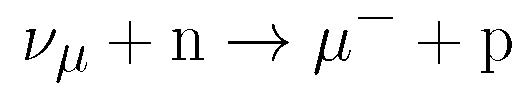 ν_μ + n → μ⁻ + p